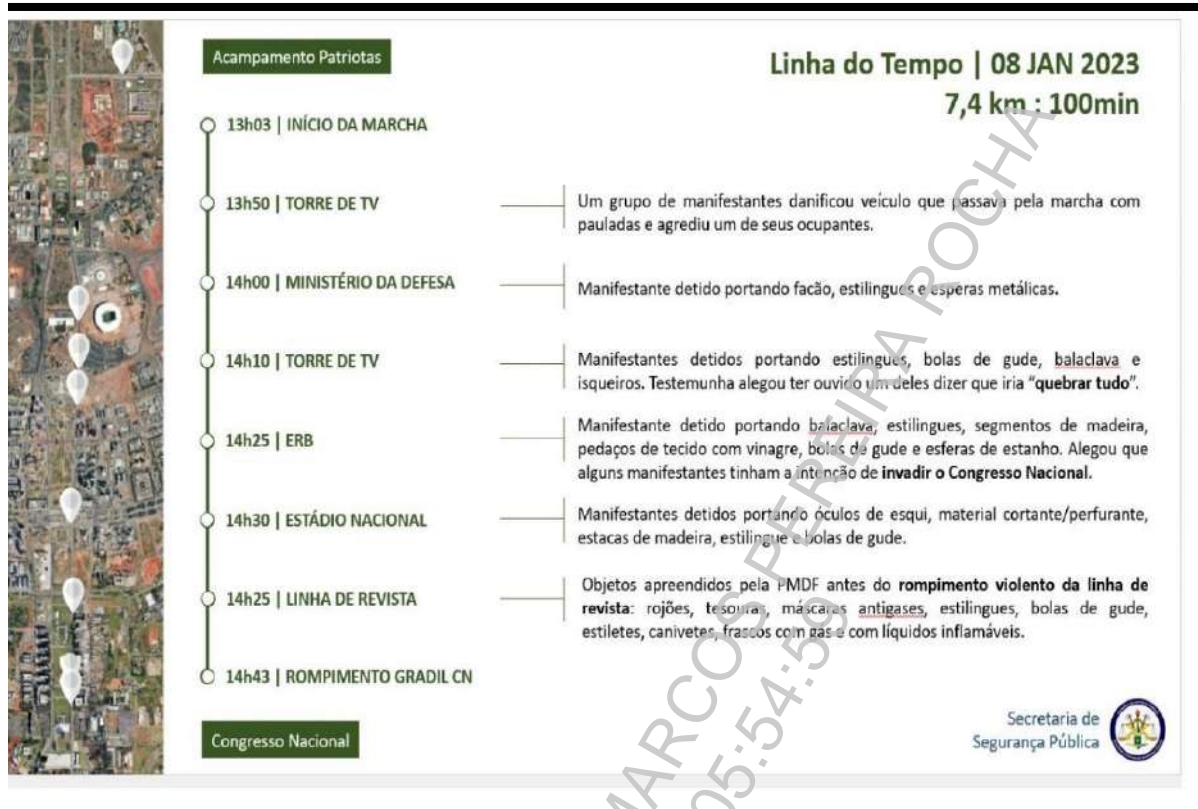 Acampamento Patriotas
Linha do Tempo | 08 JAN 2023
7,4 km : 100min
13h03 | INÍCIO DA MARCHA
13h50 | TORRE DE TV
Um grupo de manifestantes danificou veículo que passava pela marcha com
pauladas e agrediu um de seus ocupantes.
14h00 | MINISTÉRIO DA DEFESA
Manifestante detido portando facão, estilingues e esperas metálicas.
14h10 | TORRE DE TV
Manifestantes detidos portando estilingues, bolas de gude, balaclava e
isqueiros. Testemunha alegou ter ouvido um deles dizer que iria “quebrar tudo”.
14h25 | ERB
Manifestante detido portando balaclava, estilingues, segmentos de madeira,
pedaços de tecido com vinagre, bolas de gude e esferas de estanho. Alegou que
alguns manifestantes tinham a intenção de invadir o Congresso Nacional.
14h30 | ESTÁDIO NACIONAL
Manifestantes detidos portando óculos de esqui, material cortante/perfurante,
estacas de madeira, estilingue e bolas de gude.
14h25 | LINHA DE REVISTA
Objetos apreendidos pela PMDF antes do rompimento violento da linha de
revista: rojões, tesouras, máscaras antigases, estilingues, bolas de gude,
estiletes, canivetes, frascos com gás e com líquidos inflamáveis.
14h43 | ROMPIMENTO GRADIL CN
Congresso Nacional
Secretaria de
Segurança Pública
MARCOS PEREIRA ROCHA
05:54:59